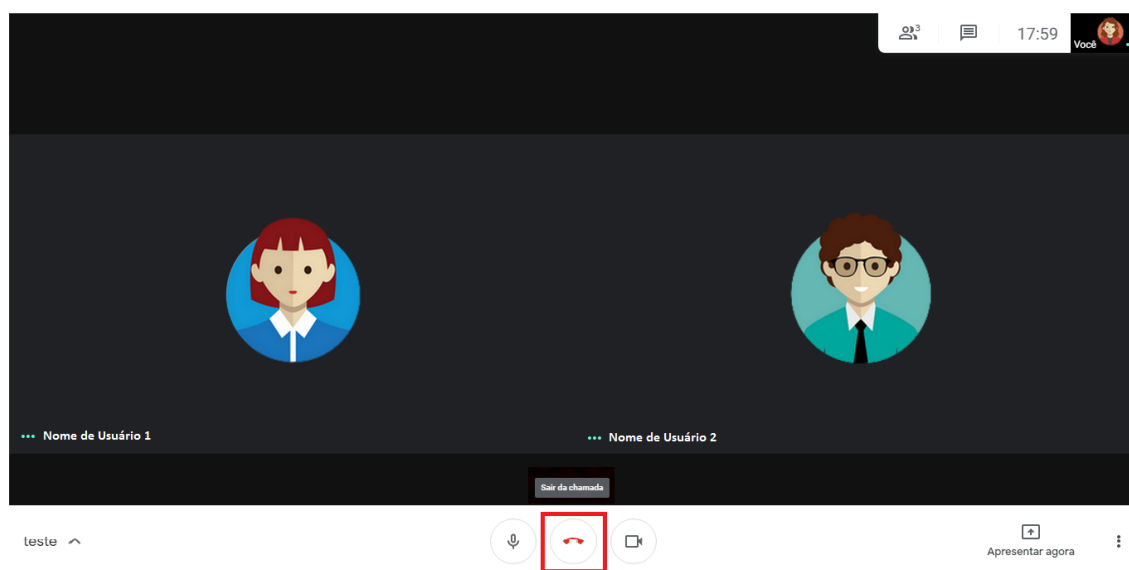 3
17:59
Você
Nome de Usuário 1
Nome de Usuário 2
Sair da chamada
teste
Apresentar agora